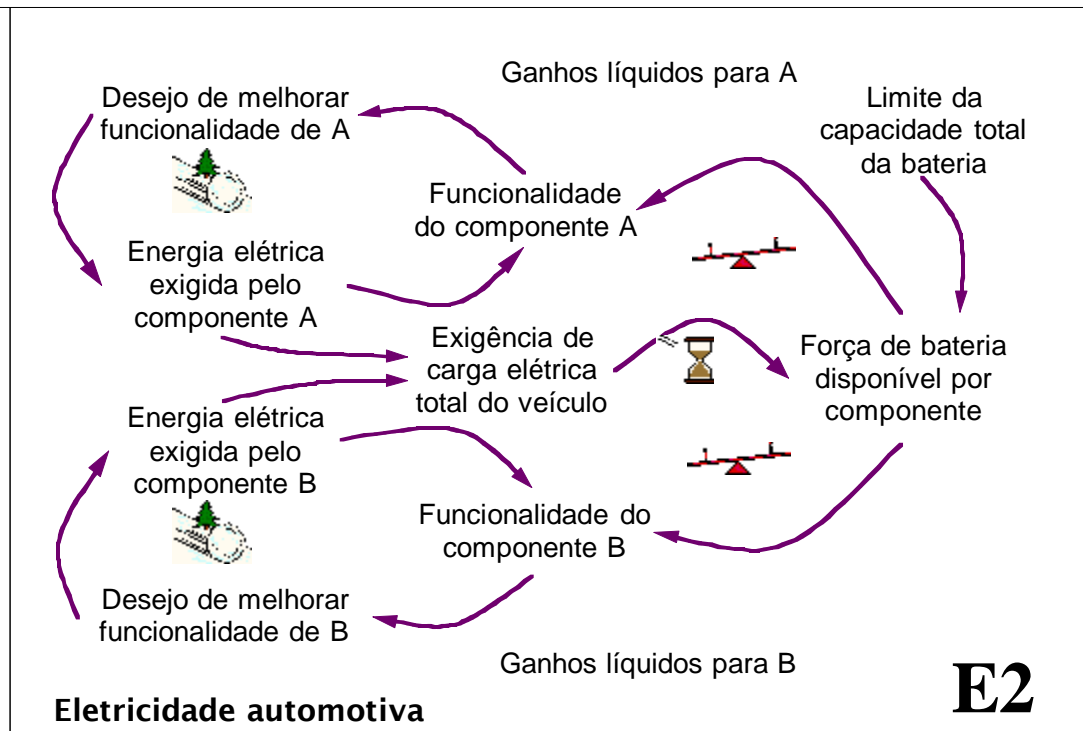 Ganhos líquidos para A
Desejo de melhorar
funcionalidade de A
Limite da
capacidade total
da bateria
Funcionalidade
do componente A
Energia elétrica
exigida pelo
componente A
Exigência de
carga elétrica
total do veículo
Força de bateria
disponível por
componente
Energia elétrica
exigida pelo
componente B
Funcionalidade do
componente B
Desejo de melhorar
funcionalidade de B
Ganhos líquidos para B
Eletricidade automotiva
E2